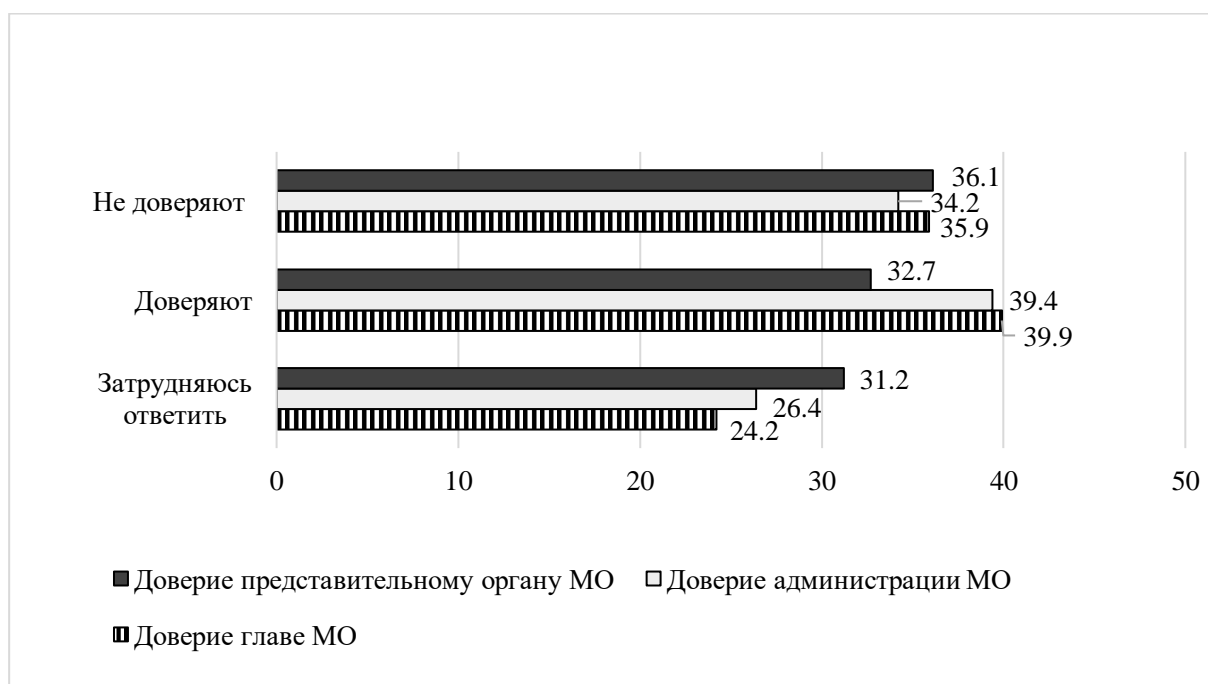 Не доверяют
36.1
34.2
35.9
Доверяют
32.7
39.4
39.9
Затрудняюсь
ответить
31.2
26.4
24.2
0 10 20 30 40 50
Доверие представительному органу МО Доверие администрации МО
Доверие главе МО